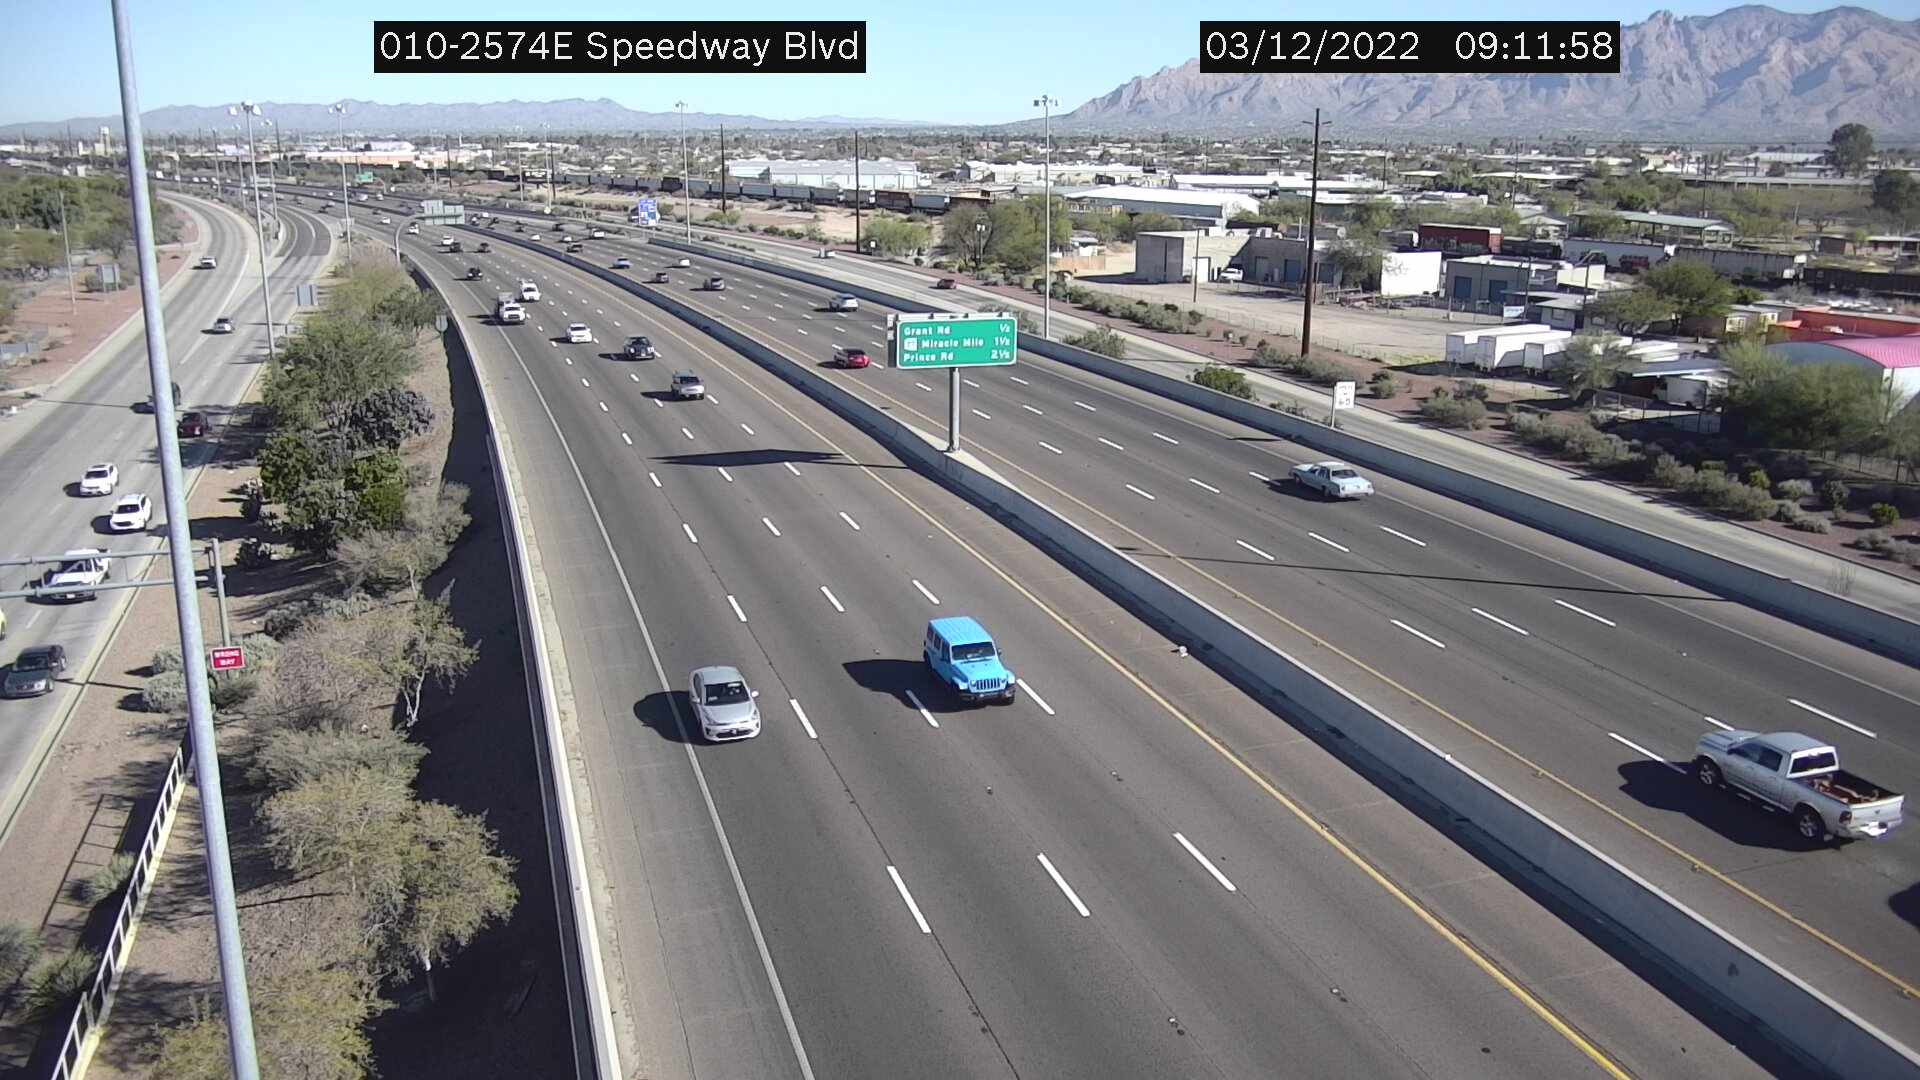 010-2574E Speedway Blvd
03/12/2022 09:11:58
Grant Rd ½
Miracle Mile 1½
Prince Rd 2½
65
WRONG
WAY